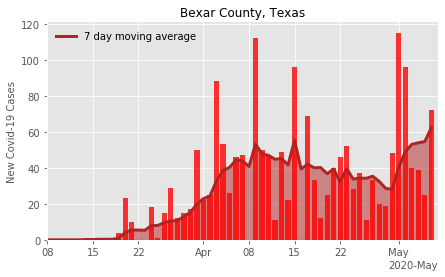 Bexar County, Texas
7 day moving average
New Covid-19 Cases
120
100
80
60
40
20
0
08
15
22
Apr
08
15
22
May
2020-May